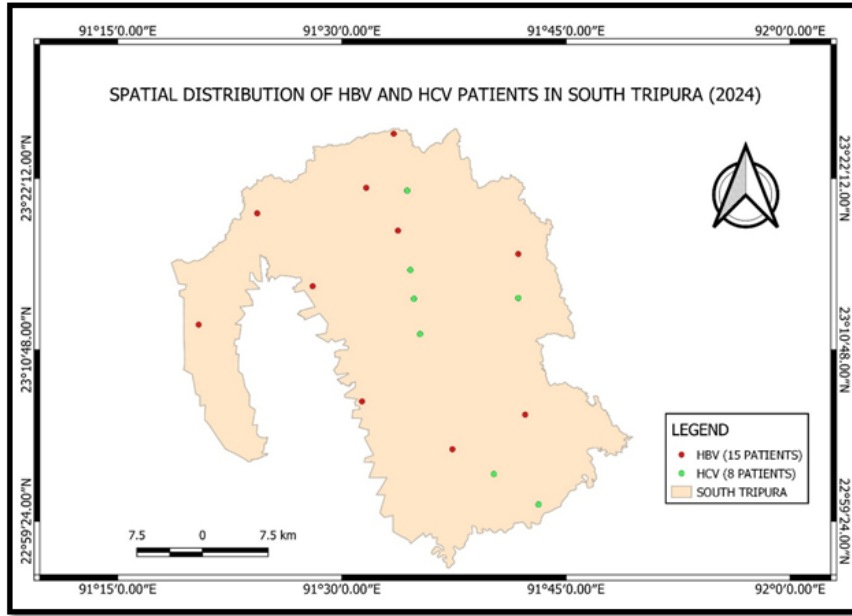 91°15′0.00″E 91°30′0.00″E 91°45′0.00″E 92°0′0.00″E
SPATIAL DISTRIBUTION OF HBV AND HCV PATIENTS IN SOUTH TRIPURA (2024)
23°22′12.00″N 23°22′12.00″N
23°10′48.00″N 23°10′48.00″N
LEGEND
HBV (15 PATIENTS)
HCV (8 PATIENTS)
SOUTH TRIPURA
22°59′24.00″N 22°59′24.00″N
7.5 0 7.5 km
91°15′0.00″E 91°30′0.00″E 91°45′0.00″E 92°0′0.00″E